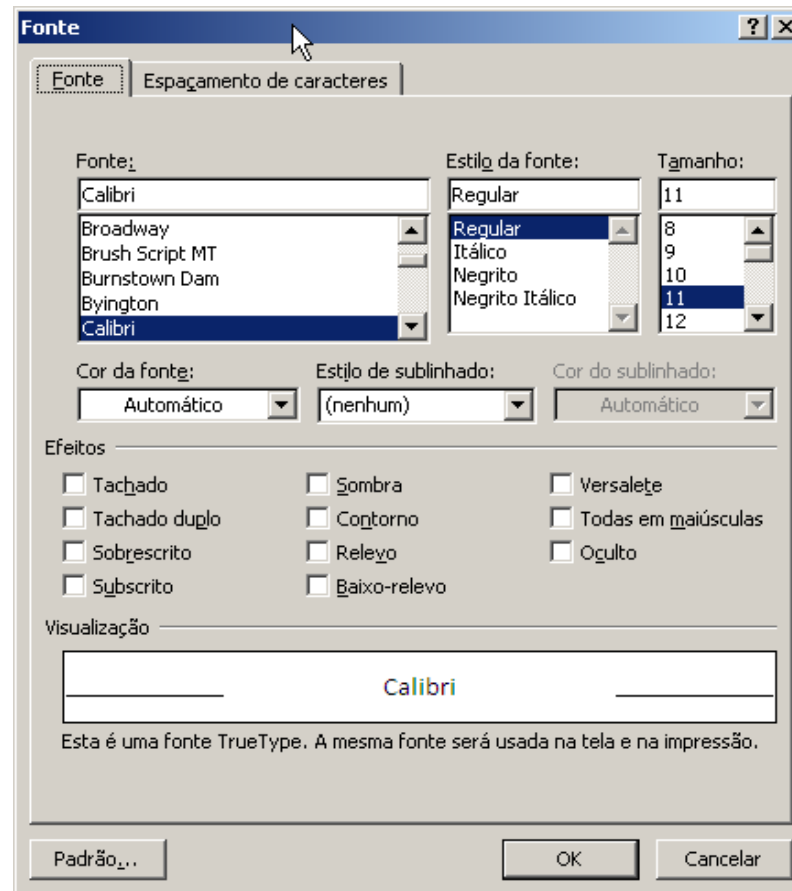 Fonte
Fonte Espaçamento de caracteres
Fonte: Estilo da fonte: Tamanho:
Calibri Regular 11
Broadway Regular 8
Brush Script MT Itálico 9
Burnstown Dam Negrito 10
Byington Negrito Itálico 11
Calibri 12
Cor da fonte: Estilo de sublinhado: Cor do sublinhado:
Automático (nenhum) Automático
Efeitos
Tachado Sombra Versalete
Tachado duplo Contorno Todas em maiúsculas
Sobrescrito Relevo Oculto
Subscrito Baixo-relevo
Visualização
Calibri
Esta é uma fonte TrueType. A mesma fonte será usada na tela e na impressão.
Padrão... OK Cancelar